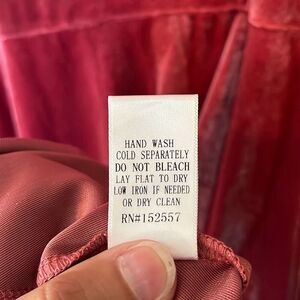 HAND WASH
COLD SEPARATELY
DO NOT BLEACH
LAY FLAT TO DRY
LOW IRON IF NEEDED
OR DRY CLEAN
RN#152557